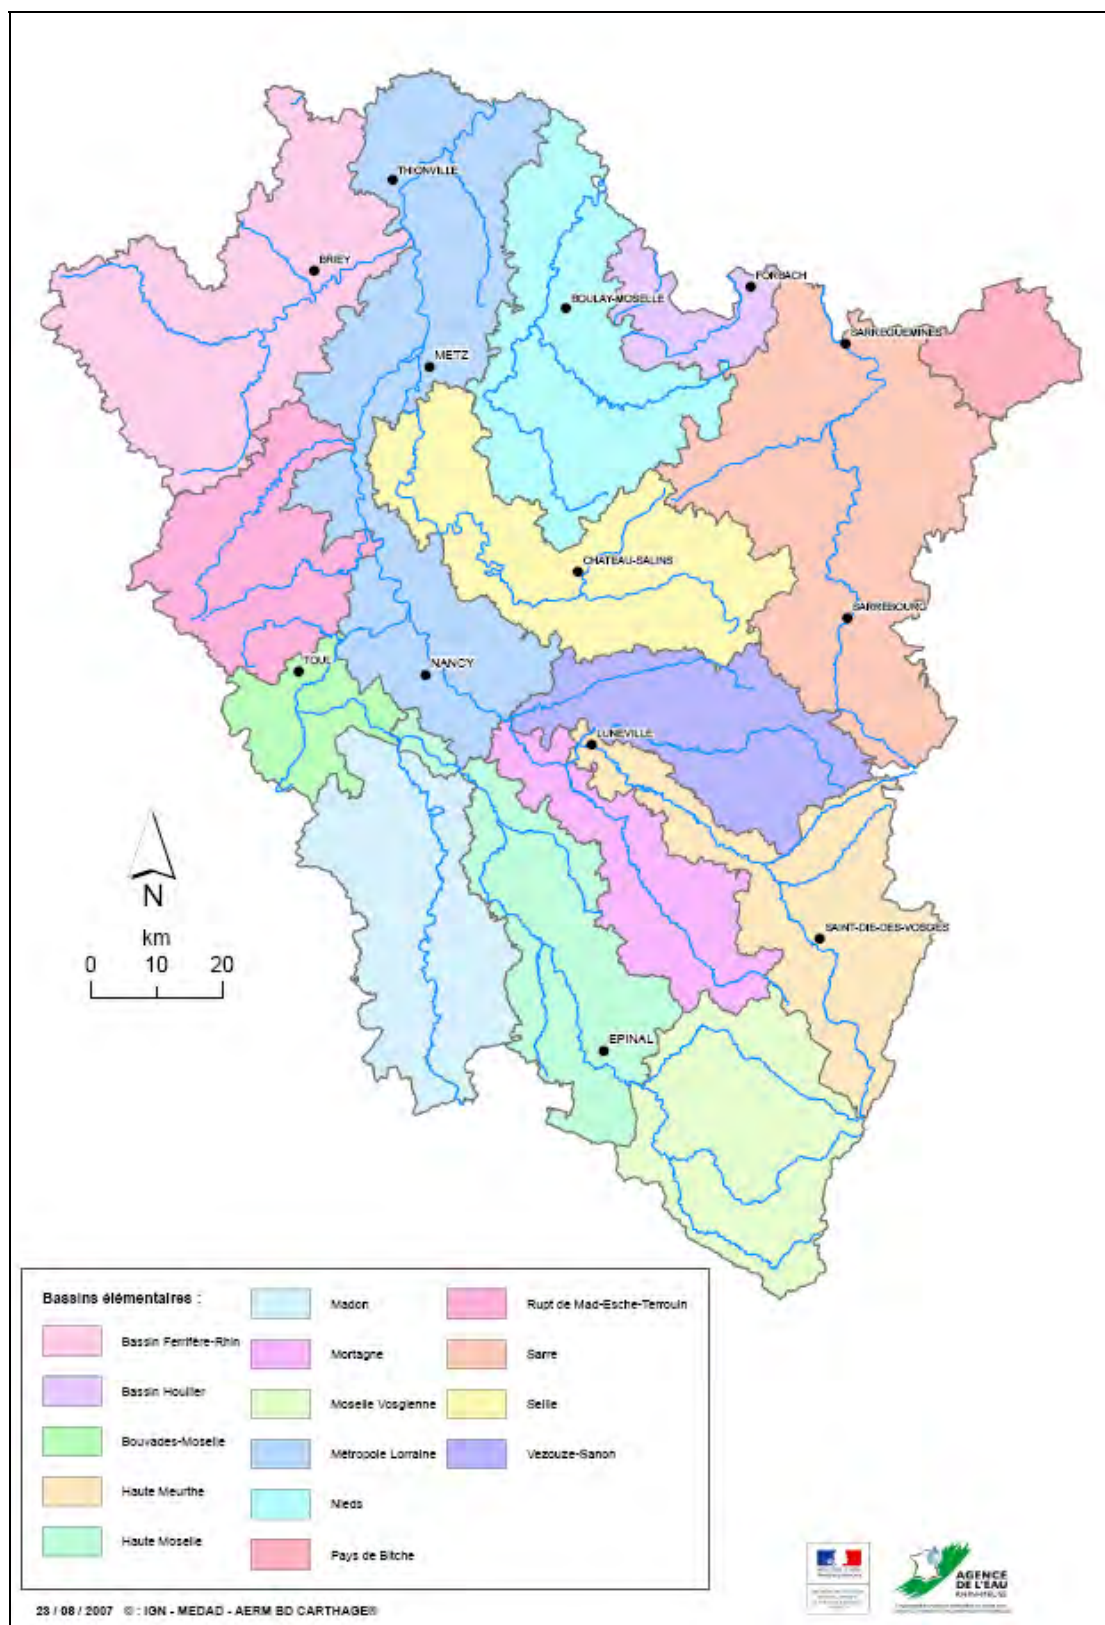 THIONVILLE
BRIEY
BOULAY-MOSELLE
FORBACH
SARREGUEMINES
METZ
CHATEAU-SALINS
SARREBOURG
TOUL
NANCY
LUNEVILLE
SAINT-DIE-DES-VOSGES
EPINAL
N
km
0 10 20
Bassins élémentaires :
Bassin Ferrifère-Rhin
Bassin Houiller
Bouvades-Moselle
Haute Meurthe
Haute Moselle
Madon
Mortagne
Moselle Vosgienne
Métropole Lorraine
Nieds
Pays de Bitche
Rupt de Mad-Esche-Terrouin
Sarre
Seille
Vezouze-Sanon
AGENCE
DE L'EAU
RHIN-MEUSE
23 / 08 / 2007 © : IGN - MEDAD - AERM BD CARTHAGE®